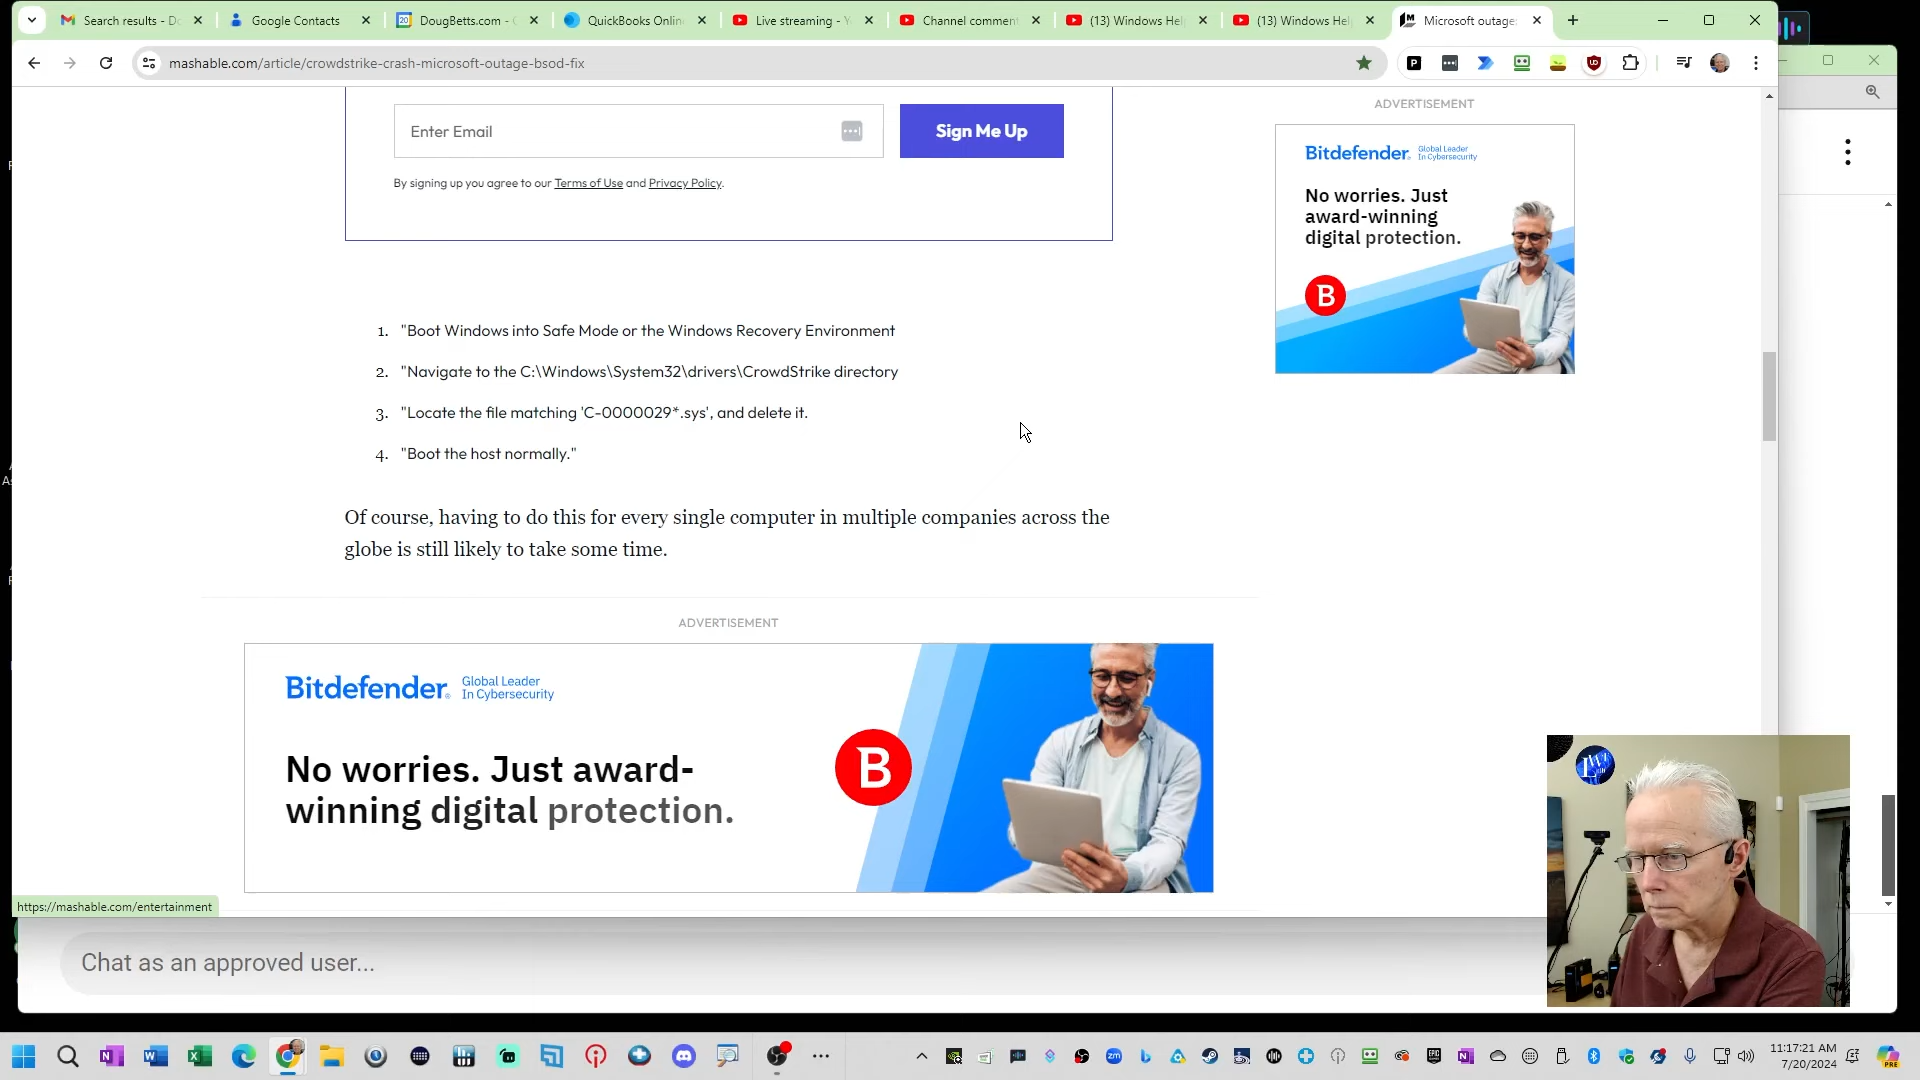 Search results - Do
Google Contacts
20
DougBetts.com - C
QuickBooks Onlin
Live streaming - Y
Channel comment
(13) Windows Hel
(13) Windows Hel
Microsoft outage:
mashable.com/article/crowdstrike-crash-microsoft-outage-bsod-fix
Enter Email
Sign Me Up
By signing up you agree to our Terms of Use and Privacy Policy.
ADVERTISEMENT
Bitdefender. Global Leader
In Cybersecurity
No worries. Just
award-winning
digital protection.
B
1. "Boot Windows into Safe Mode or the Windows Recovery Environment
2. "Navigate to the C:\Windows\System32\drivers\CrowdStrike directory
3. "Locate the file matching 'C-0000029*.sys', and delete it.
4. "Boot the host normally."
Of course, having to do this for every single computer in multiple companies across the
globe is still likely to take some time.
ADVERTISEMENT
Bitdefender. Global Leader
In Cybersecurity
No worries. Just award-
winning digital protection.
B
https://mashable.com/entertainment
Chat as an approved user...
11:17:21 AM
7/20/2024